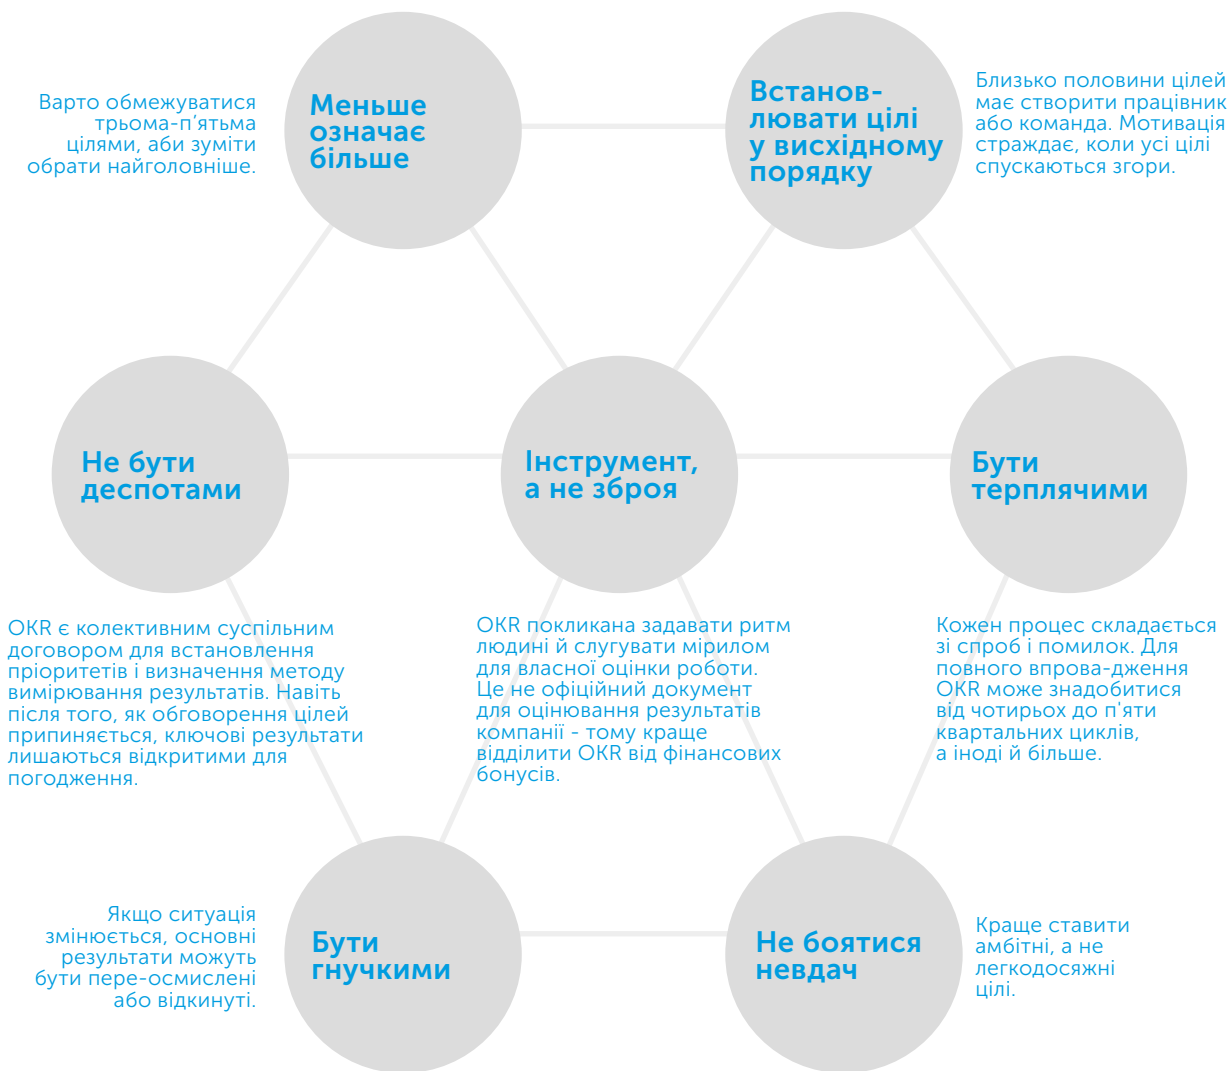 Варто обмежуватися
трьома-п'ятьма
цілями, аби зуміти
обрати найголовніше.
Меньше
означає
більше
Встанов-
лювати цілі
у висхідному
порядку
Близько половини цілей
має створити працівник
або команда. Мотивація
страждає, коли усі цілі
спускаються згори.
Не бути
деспотами
Інструмент,
а не зброя
Бути
терплячими
OKR є колективним суспільним
договором для встановлення
пріоритетів і визначення методу
вимірювання результатів. Навіть
після того, як обговорення цілей
припиняється, ключові результати
лишаються відкритими для
погодження.
OKR покликана задавати ритм
людині й слугувати мірилом
для власної оцінки роботи.
Це не офіційний документ
для оцінювання результатів
компанії - тому краще
відділити OKR від фінансових
бонусів.
Кожен процес складається
зі спроб і помилок. Для
повного впрова-дження
OKR може знадобитися
від чотирьох до п'яти
квартальних циклів,
а іноді й більше.
Якщо ситуація
змінюється, основні
результати можуть
бути пере-осмислені
або відкинуті.
Бути
гнучкими
Не боятися
невдач
Краще ставити
амбітні, а не
легкодосяжні
цілі.